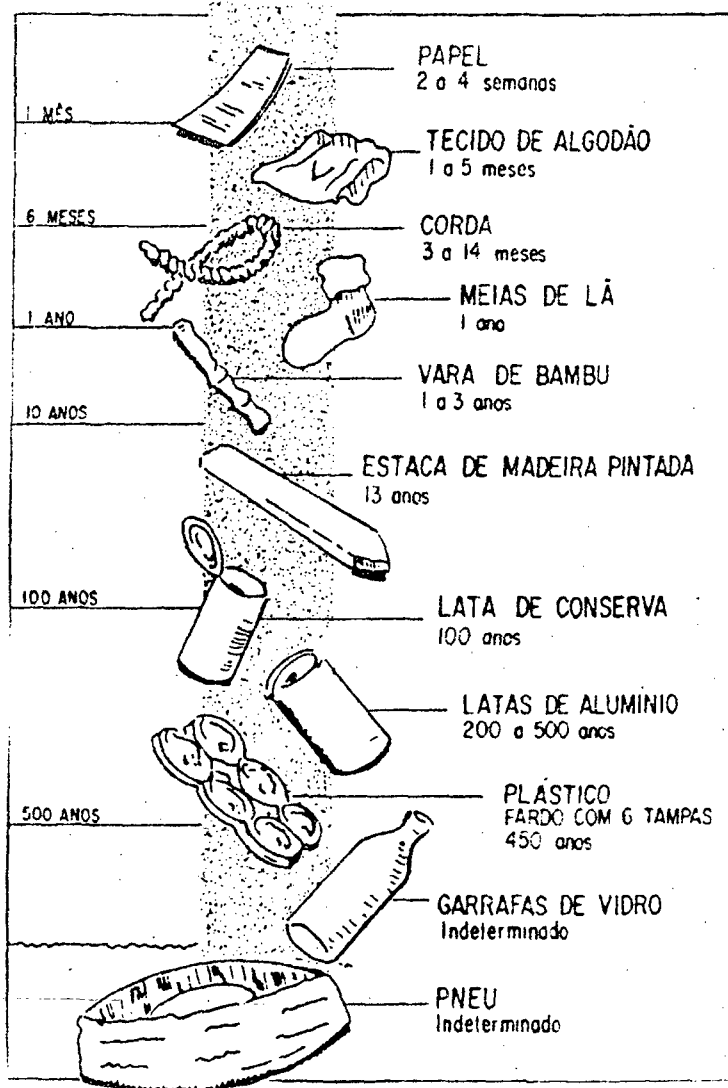 PAPEL
2 a 4 semanas
1 MÊS
TECIDO DE ALGODÃO
1 a 5 meses
6 MESES
CORDA
3 a 14 meses
MEIAS DE LÃ
1 ano
1 ANO
VARA DE BAMBU
1 a 3 anos
10 ANOS
ESTACA DE MADEIRA PINTADA
13 anos
100 ANOS
LATA DE CONSERVA
100 anos
LATAS DE ALUMÍNIO
200 a 500 anos
PLÁSTICO
FARDO COM 6 TAMPAS
450 anos
500 ANOS
GARRAFAS DE VIDRO
Indeterminado
PNEU
Indeterminado